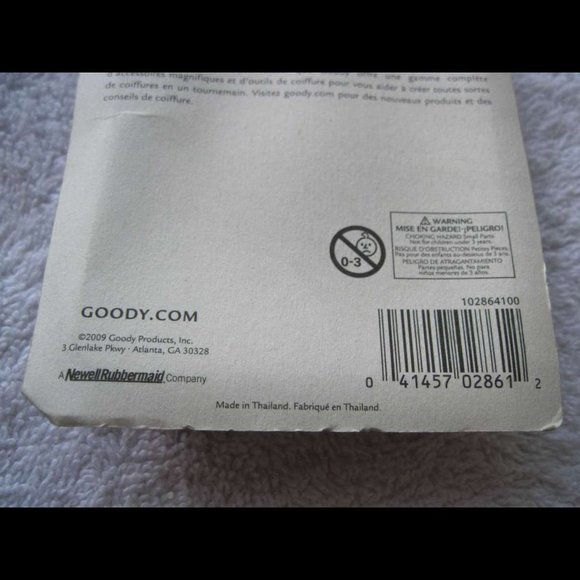 offre une gamme complète
d'accessoires magnifiques et d'outils de coiffure pour vous aider à créer toutes sortes
de coiffures en un tournemain. Visitez goody.com pour des nouveaux produits et des
conseils de coiffure.
WARNING
MISE EN GARDE!·¡PELIGRO!
CHOKING HAZARD Small Parts
Not for children under 3 years.
RISQUE D'OBSTRUCTION Petites Pieces.
Pas pour des enfants au-dessous de 3 ans.
PELIGRO DE ATRAGANTAMIENTO
Partes pequeñas. No para
niños menores de 3 años.
0-3
102864100
GOODY.COM
©2009 Goody Products, Inc.
3 Glenlake Pkwy · Atlanta, GA 30328
A NewellRubbermaid Company
0 41457 02861 2
Made in Thailand. Fabriqué en Thailand.